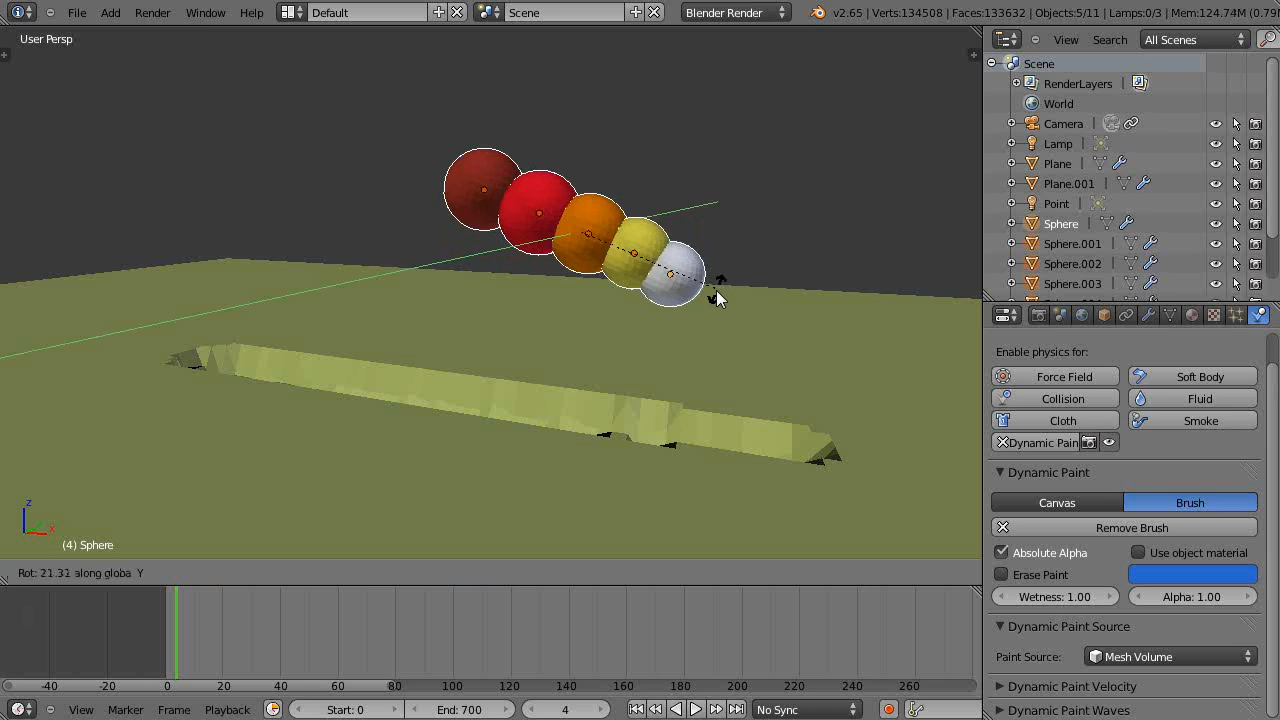 File Add Render Window Help Default Scene Blender Render v2.65 | Verts:134508 | Faces:133632 | Objects:5/11 | Lamps:0/3 | Mem:124.74M (0.79
User Persp
View Search All Scenes
Scene
RenderLayers
World
Camera
Lamp
Plane
Plane.001
Point
Sphere
Sphere.001
Sphere.002
Sphere.003
Enable physics for:
Force Field Soft Body
Collision Fluid
Cloth Smoke
Dynamic Pain
Dynamic Paint
Canvas Brush
Remove Brush
Absolute Alpha Use object material
Erase Paint
Wetness: 1.00 Alpha: 1.00
Dynamic Paint Source
Paint Source: Mesh Volume
Dynamic Paint Velocity
Dynamic Paint Waves
z
x
(4) Sphere
Rot: 21.31 along global Y
-40 -20 0 20 40 60 80 100 120 140 160 180 200 220 240 260
View Marker Frame Playback Start: 0 End: 700 4 No Sync